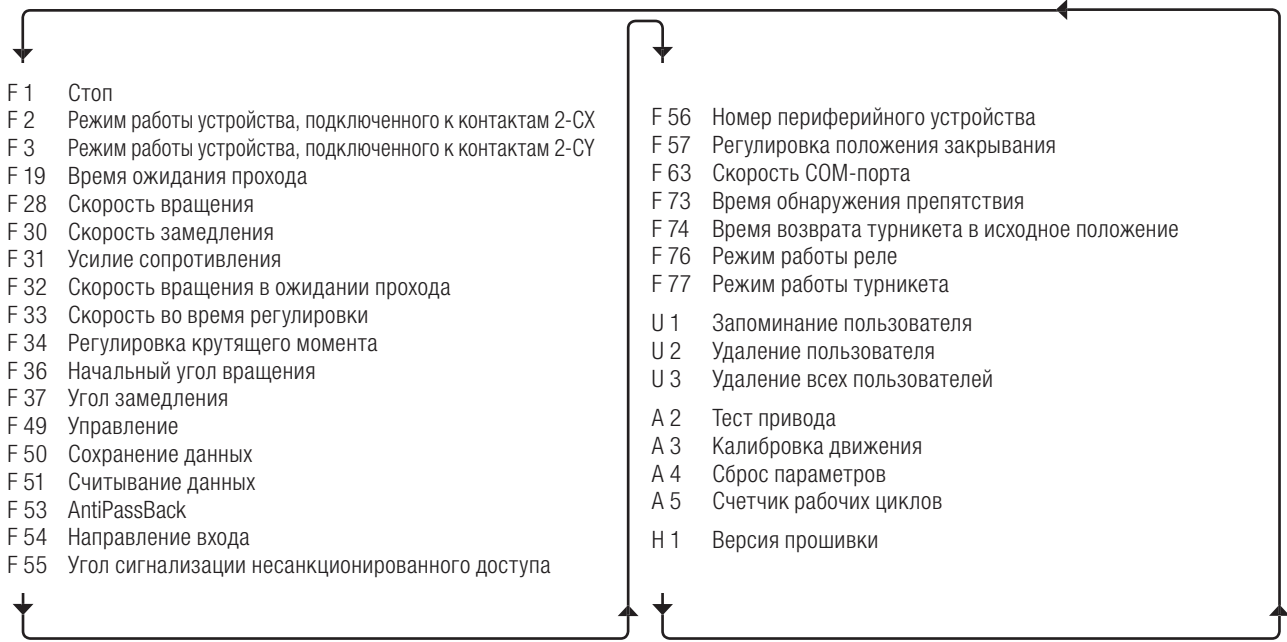 F 1 Стоп
F 2 Режим работы устройства, подключенного к контактам 2-CX
F 3 Режим работы устройства, подключенного к контактам 2-CY
F 19 Время ожидания прохода
F 28 Скорость вращения
F 30 Скорость замедления
F 31 Усилие сопротивления
F 32 Скорость вращения в ожидании прохода
F 33 Скорость во время регулировки
F 34 Регулировка крутящего момента
F 36 Начальный угол вращения
F 37 Угол замедления
F 49 Управление
F 50 Сохранение данных
F 51 Считывание данных
F 53 AntiPassBack
F 54 Направление входа
F 55 Угол сигнализации несанкционированного доступа
F 56 Номер периферийного устройства
F 57 Регулировка положения закрывания
F 63 Скорость COM-порта
F 73 Время обнаружения препятствия
F 74 Время возврата турникета в исходное положение
F 76 Режим работы реле
F 77 Режим работы турникета
U 1 Запоминание пользователя
U 2 Удаление пользователя
U 3 Удаление всех пользователей
A 2 Тест привода
A 3 Калибровка движения
A 4 Сброс параметров
A 5 Счетчик рабочих циклов
H 1 Версия прошивки